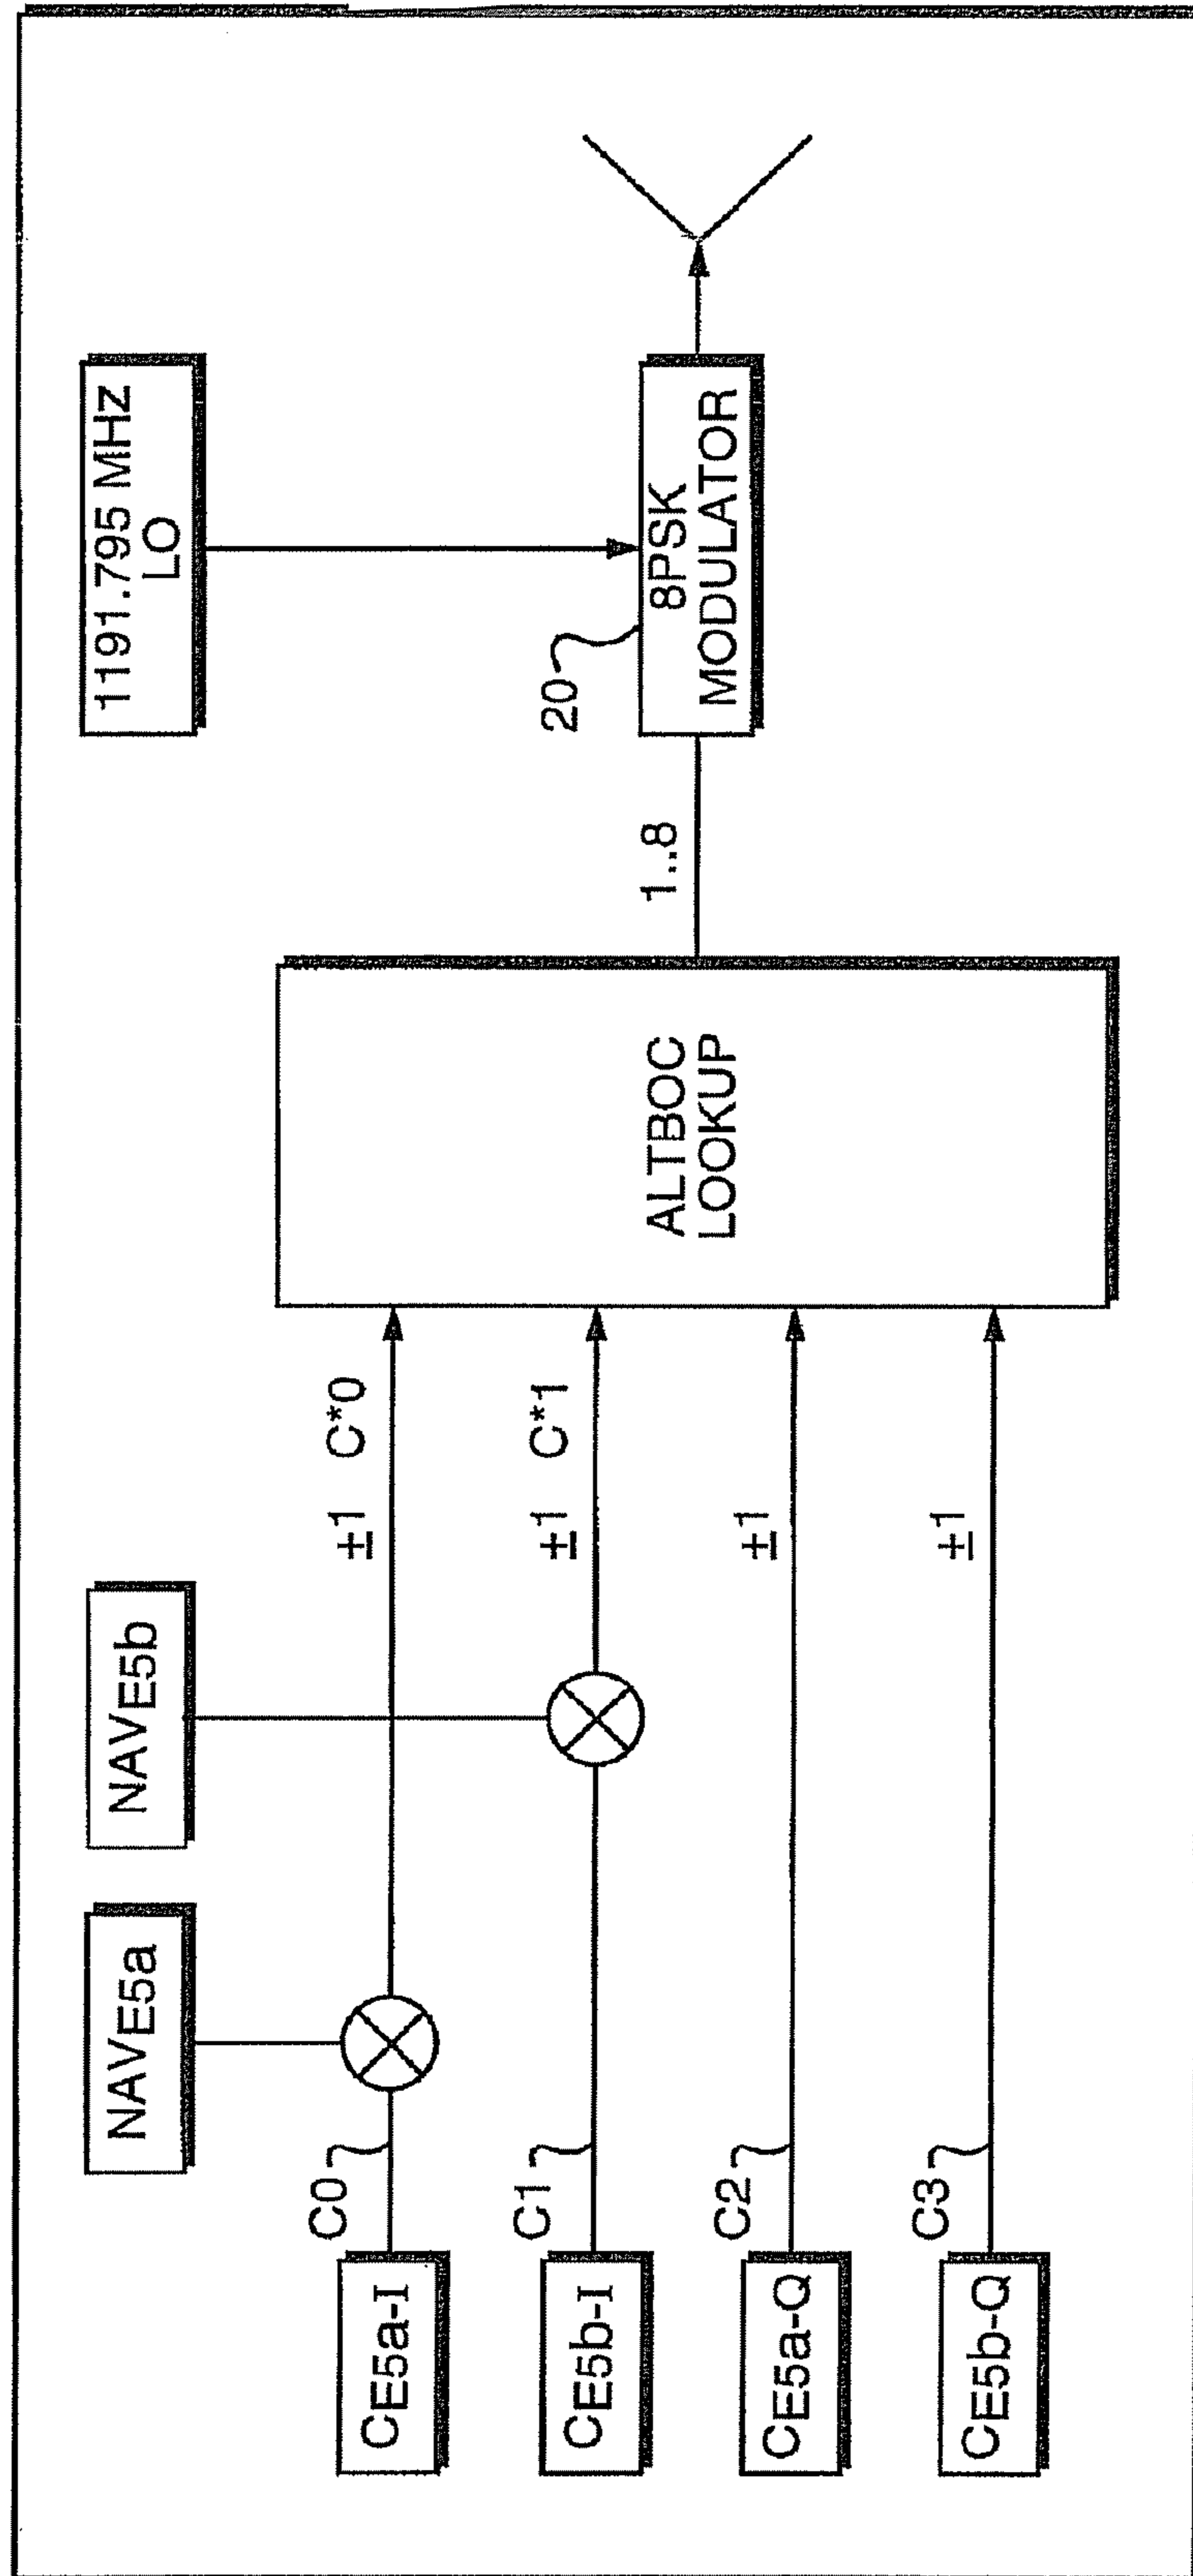 NAVE5a
NAVE5b
1191.795 MHz
LO
CE5a-I
C0
±1 C*0
CE5b-I
C1
±1 C*1
CE5a-Q
C2
±1
CE5b-Q
C3
±1
ALTBOC
LOOKUP
1..8
20
8PSK
MODULATOR